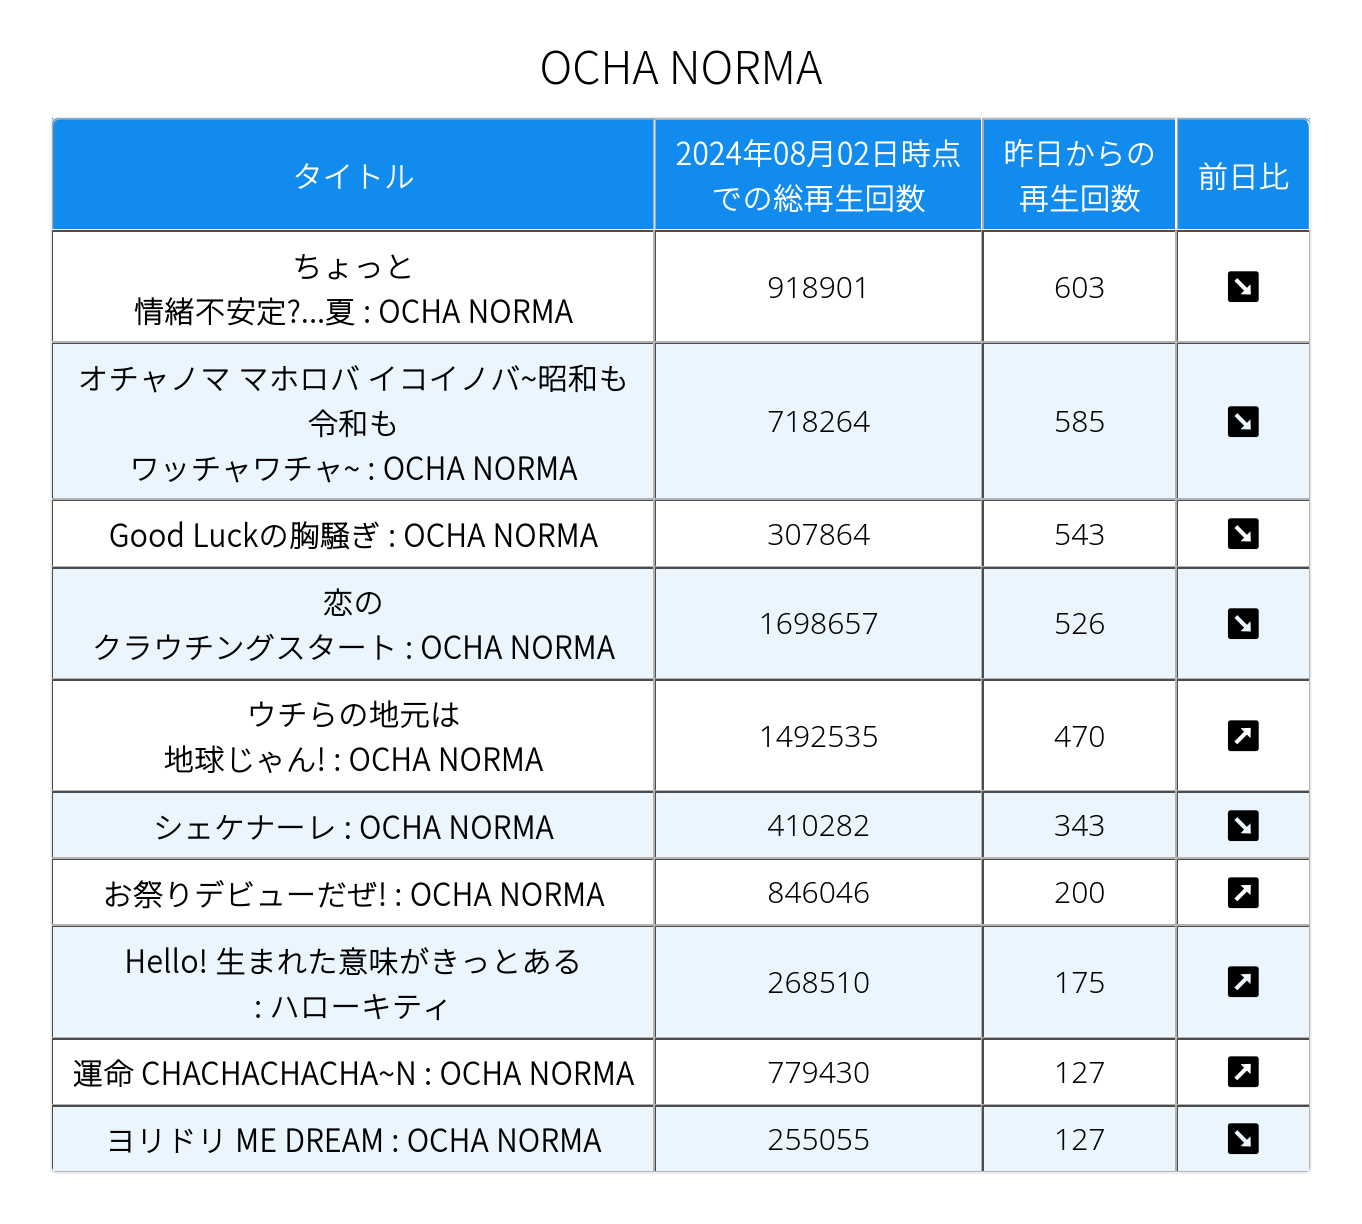 OCHA NORMA
タイトル
2024年08月02日時点
での総再生回数
昨日からの
再生回数
前日比
ちょっと
情緒不安定?...夏 : OCHA NORMA
918901
603
オチャノマ マホロバ イコイノバ~昭和も
令和も
ワッチャワチャ~ : OCHA NORMA
718264
585
Good Luckの胸騒ぎ : OCHA NORMA
307864
543
恋の
クラウチングスタート : OCHA NORMA
1698657
526
ウチらの地元は
地球じゃん! : OCHA NORMA
1492535
470
シェケナーレ : OCHA NORMA
410282
343
お祭りデビューだぜ! : OCHA NORMA
846046
200
Hello! 生まれた意味がきっとある
: ハローキティ
268510
175
運命 CHACHACHACHA~N : OCHA NORMA
779430
127
ヨリドリ ME DREAM : OCHA NORMA
255055
127